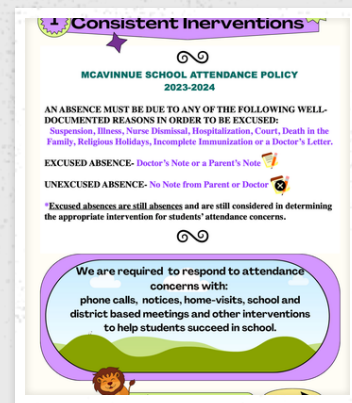 1 Consistent Inerventions
MCAVINNUE SCHOOL ATTENDANCE POLICY
2023-2024
AN ABSENCE MUST BE DUE TO ANY OF THE FOLLOWING WELL-
DOCUMENTED REASONS IN ORDER TO BE EXCUSED:
Suspension, Illness, Nurse Dismissal, Hospitalization, Court, Death in the
Family, Religious Holidays, Incomplete Immunization or a Doctor's Letter.
EXCUSED ABSENCE- Doctor's Note or a Parent's Note
UNEXCUSED ABSENCE- No Note from Parent or Doctor
*Excused absences are still absences and are still considered in determining
the appropriate intervention for students' attendance concerns.
We are required to respond to attendance
concerns with:
phone calls, notices, home-visits, school and
district based meetings and other interventions
to help students succeed in school.